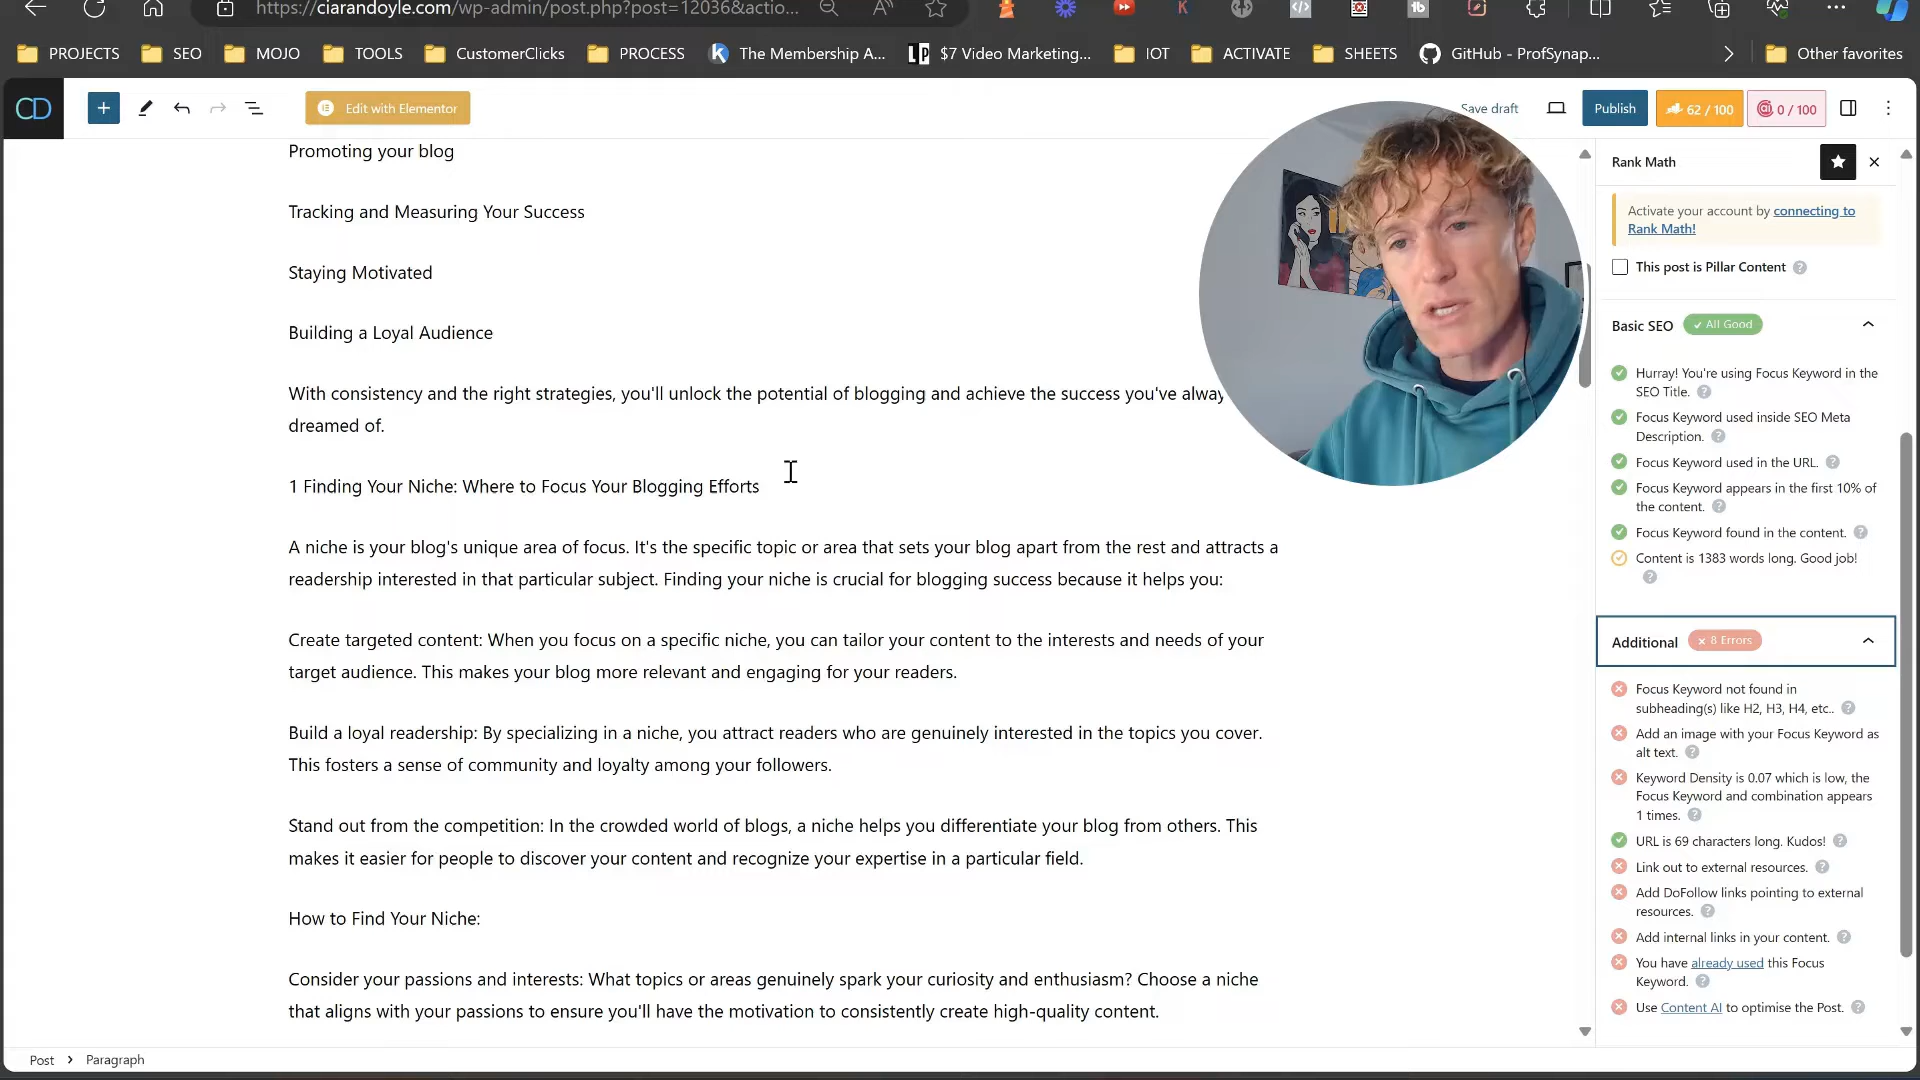 https://ciarandoyle.com/wp-admin/post.php?post=12036&actio...
PROJECTS
SEO
MOJO
TOOLS
CustomerClicks
PROCESS
The Membership A...
$7 Video Marketing...
IOT
ACTIVATE
SHEETS
GitHub - ProfSynap...
Other favorites
CD
Edit with Elementor
Save draft
Publish
62 / 100
0 / 100
Promoting your blog
Tracking and Measuring Your Success
Staying Motivated
Building a Loyal Audience
With consistency and the right strategies, you'll unlock the potential of blogging and achieve the success you've alway
dreamed of.
1 Finding Your Niche: Where to Focus Your Blogging Efforts
A niche is your blog's unique area of focus. It's the specific topic or area that sets your blog apart from the rest and attracts a
readership interested in that particular subject. Finding your niche is crucial for blogging success because it helps you:
Create targeted content: When you focus on a specific niche, you can tailor your content to the interests and needs of your
target audience. This makes your blog more relevant and engaging for your readers.
Build a loyal readership: By specializing in a niche, you attract readers who are genuinely interested in the topics you cover.
This fosters a sense of community and loyalty among your followers.
Stand out from the competition: In the crowded world of blogs, a niche helps you differentiate your blog from others. This
makes it easier for people to discover your content and recognize your expertise in a particular field.
How to Find Your Niche:
Consider your passions and interests: What topics or areas genuinely spark your curiosity and enthusiasm? Choose a niche
that aligns with your passions to ensure you'll have the motivation to consistently create high-quality content.
Post
Paragraph
Rank Math
Activate your account by connecting to
Rank Math!
This post is Pillar Content
Basic SEO
All Good
Hurray! You're using Focus Keyword in the
SEO Title.
Focus Keyword used inside SEO Meta
Description.
Focus Keyword used in the URL.
Focus Keyword appears in the first 10% of
the content.
Focus Keyword found in the content.
Content is 1383 words long. Good job!
Additional
× 8 Errors
Focus Keyword not found in
subheading(s) like H2, H3, H4, etc..
Add an image with your Focus Keyword as
alt text.
Keyword Density is 0.07 which is low, the
Focus Keyword and combination appears
1 times.
URL is 69 characters long. Kudos!
Link out to external resources.
Add DoFollow links pointing to external
resources.
Add internal links in your content.
You have already used this Focus
Keyword.
Use Content AI to optimise the Post.